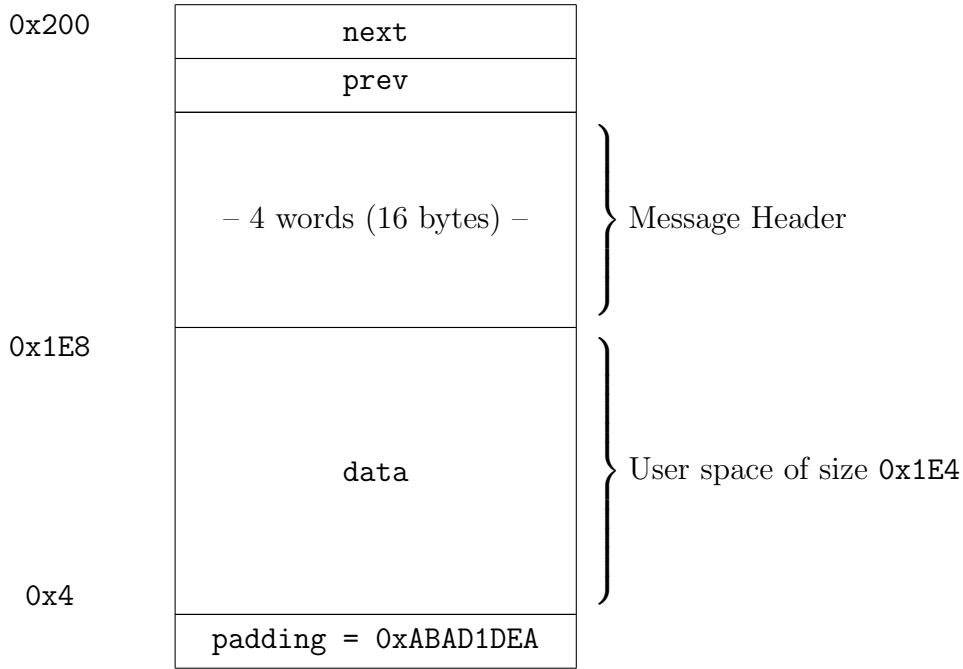 0x200
next
prev
– 4 words (16 bytes) –
Message Header
0x1E8
data
User space of size 0x1E4
0x4
padding = 0xABAD1DEA